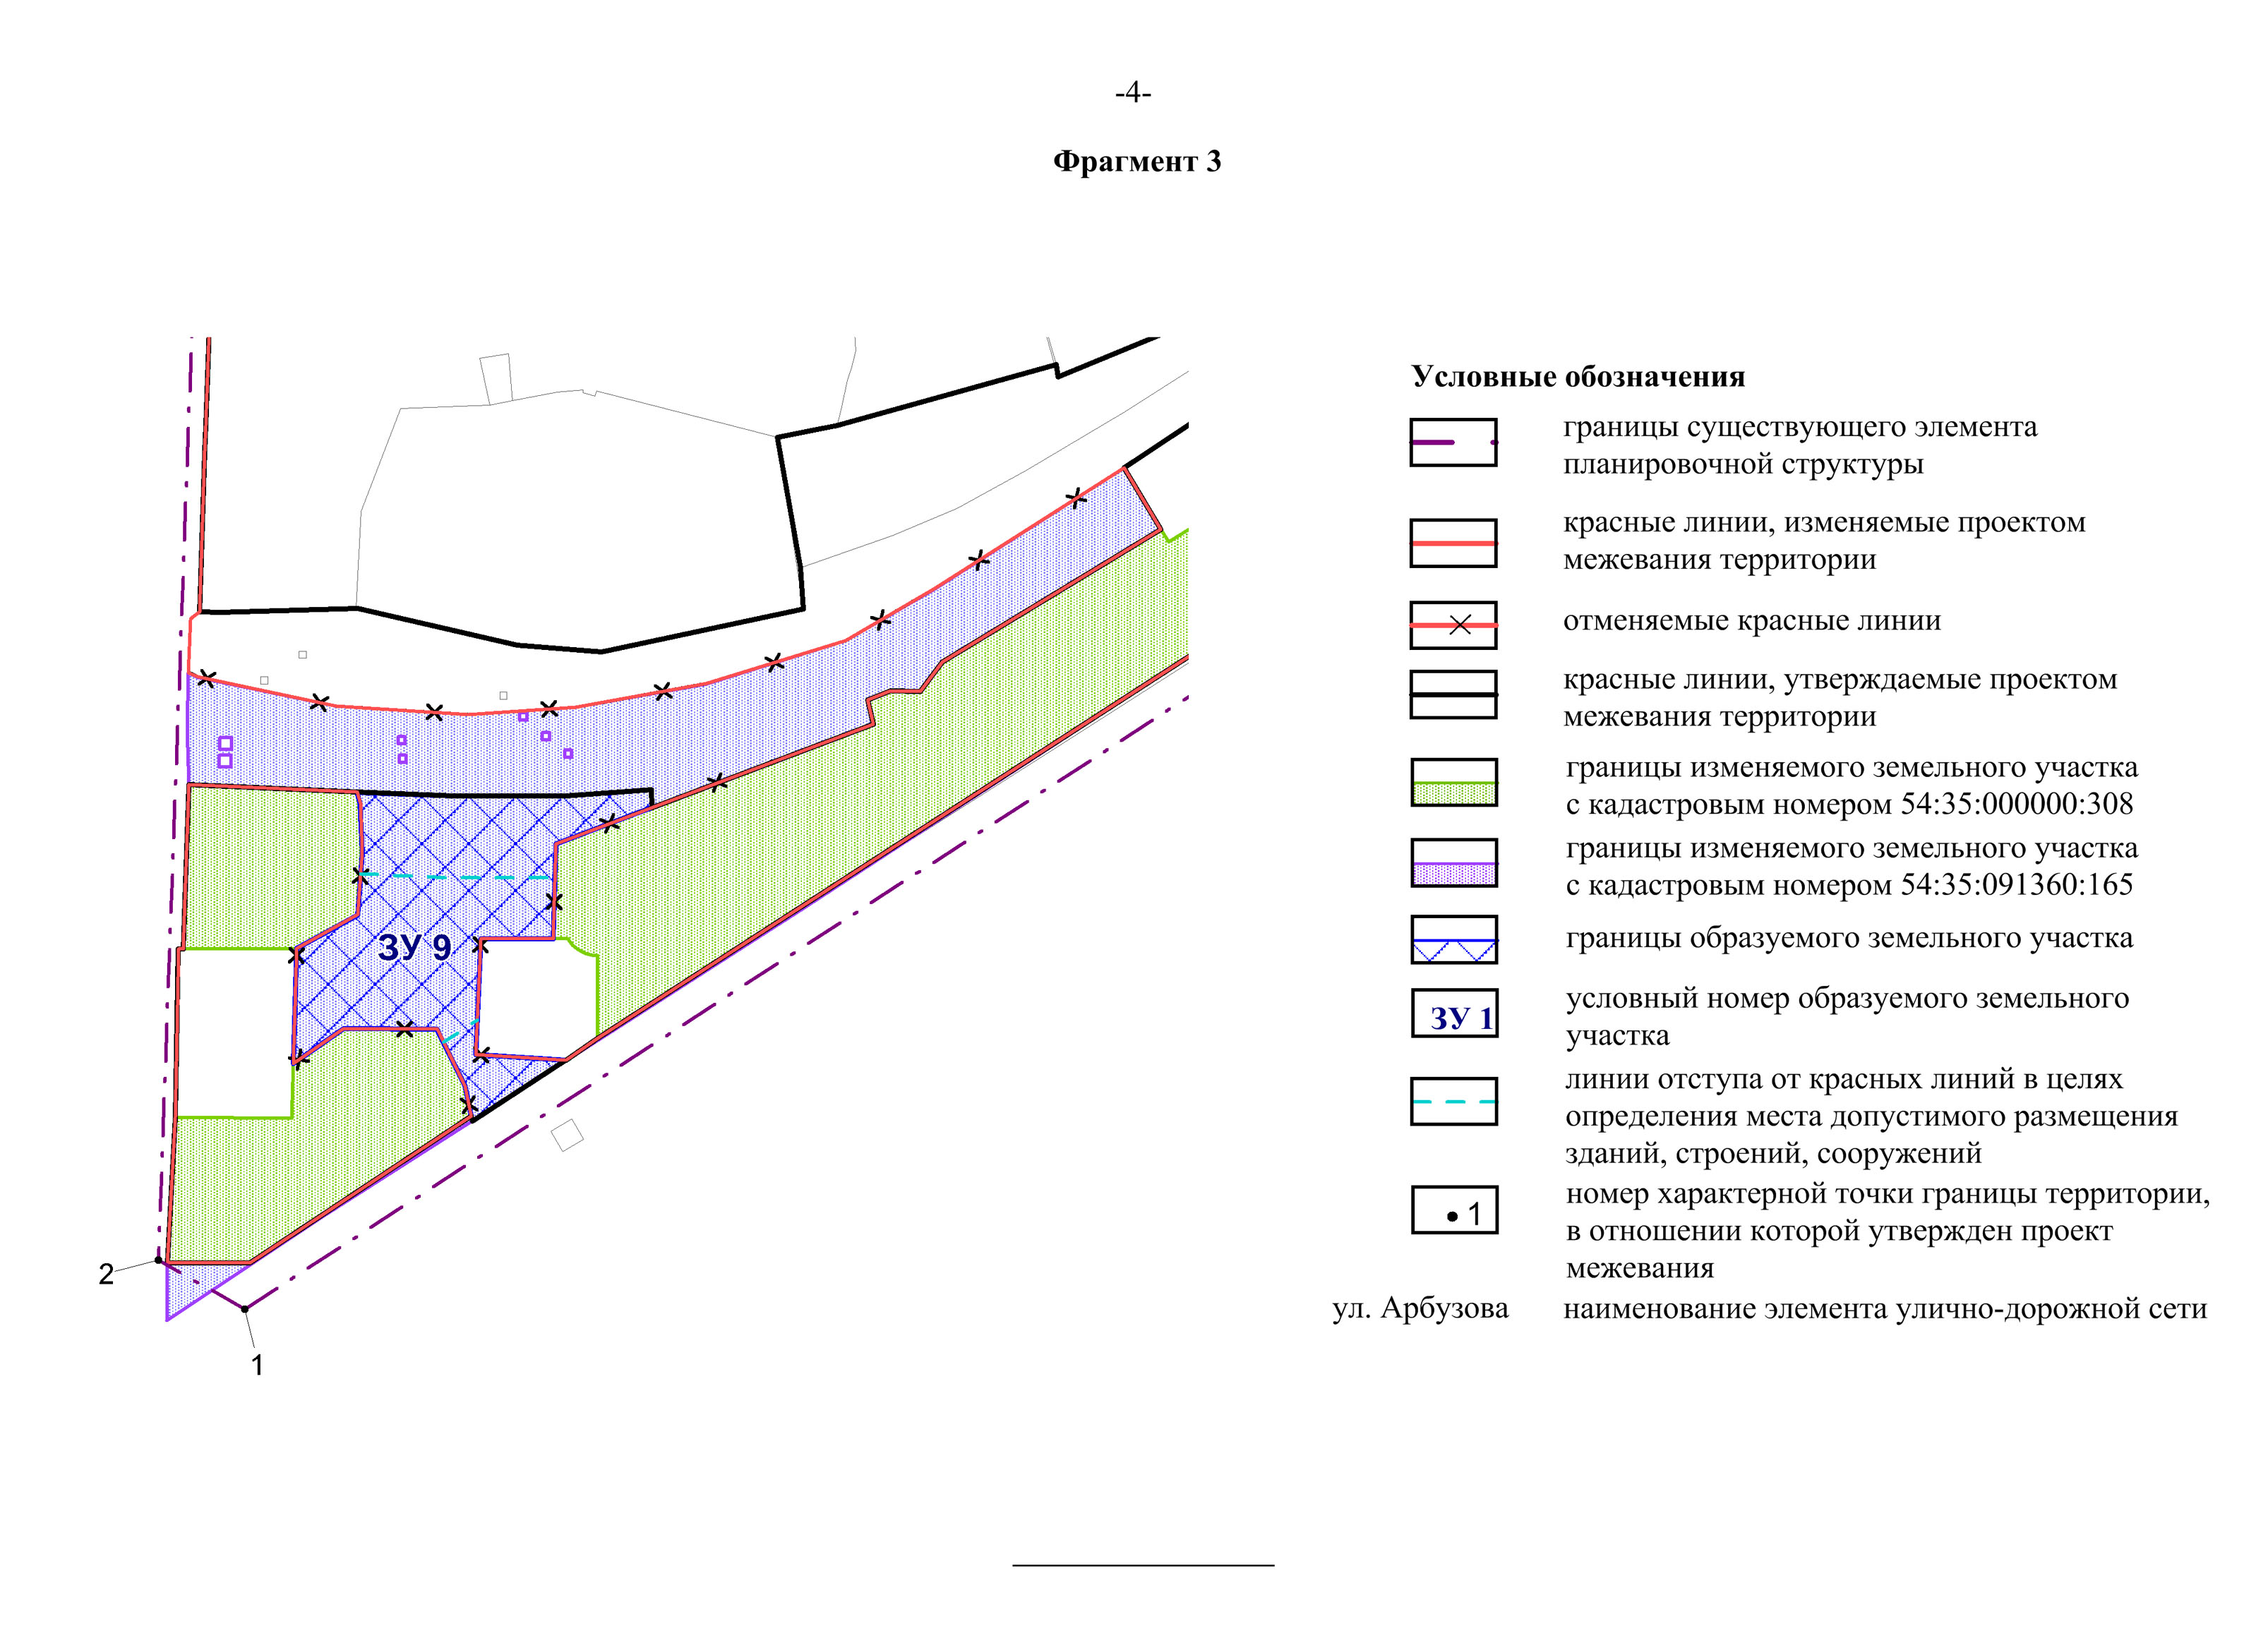 -4-
Фрагмент 3
Условные обозначения
границы существующего элемента
планировочной структуры
красные линии, изменяемые проектом
межевания территории
отменяемые красные линии
красные линии, утверждаемые проектом
межевания территории
границы изменяемого земельного участка
с кадастровым номером 54:35:000000:308
границы изменяемого земельного участка
с кадастровым номером 54:35:091360:165
границы образуемого земельного участка
ЗУ 1
условный номер образуемого земельного
участка
линии отступа от красных линий в целях
определения места допустимого размещения
зданий, строений, сооружений
1
номер характерной точки границы территории,
в отношении которой утвержден проект
межевания
ул. Арбузова
наименование элемента улично-дорожной сети
ЗУ 9
2
1